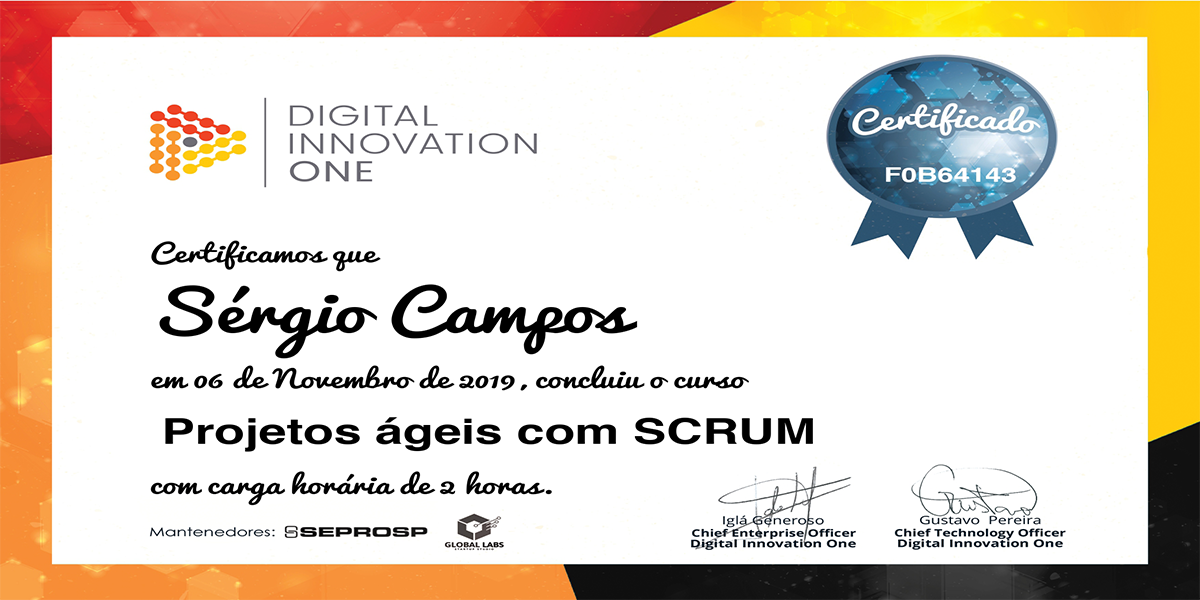 DIGITAL
INNOVATION
ONE
Certificado
F0B64143
Certificamos que
Sérgio Campos
em 06 de Novembro de 2019, concluiu o curso
Projetos ágeis com SCRUM
com carga horária de 2 horas.
Mantenedores: SEPROSP
GLOBAL LABS
STARTUP STUDIO
Iglá Generoso
Chief Enterprise Officer
Digital Innovation One
Gustavo Pereira
Chief Technology Officer
Digital Innovation One